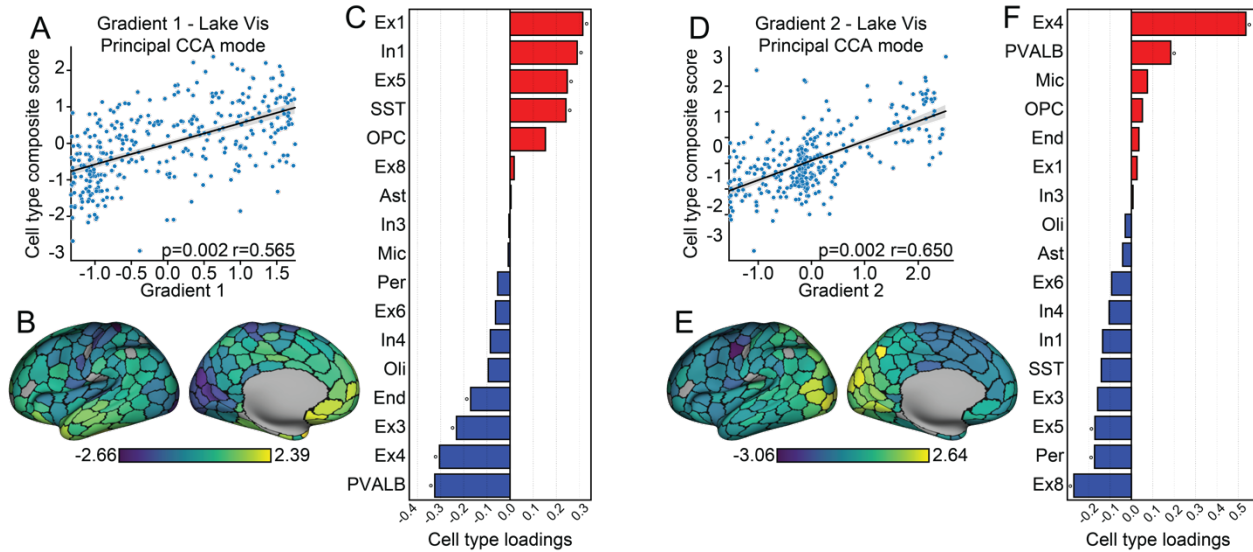 A
Gradient 1 - Lake Vis
Principal CCA mode
Cell type composite score
2
1
0
-1
-2
-3
p=0.002 r=0.565
-1.0 -0.5 0.0 0.5 1.0 1.5
Gradient 1
B
-2.66 2.39
C
Ex1
In1
Ex5
SST
OPC
Ex8
Ast
In3
Mic
Per
Ex6
In4
Oli
End
Ex3
Ex4
PVALB
-0.4 -0.3 -0.2 -0.1 0.0 0.1 0.2 0.3
Cell type loadings
D
Gradient 2 - Lake Vis
Principal CCA mode
Cell type composite score
3
2
1
0
-1
-2
-3
p=0.002 r=0.650
-1.0 0.0 1.0 2.0
Gradient 2
E
-3.06 2.64
F
Ex4
PVALB
Mic
OPC
End
Ex1
In3
Oli
Ast
Ex6
In4
In1
SST
Ex3
Ex5
Per
Ex8
-0.2 -0.1 0.0 0.1 0.2 0.3 0.4 0.5
Cell type loadings